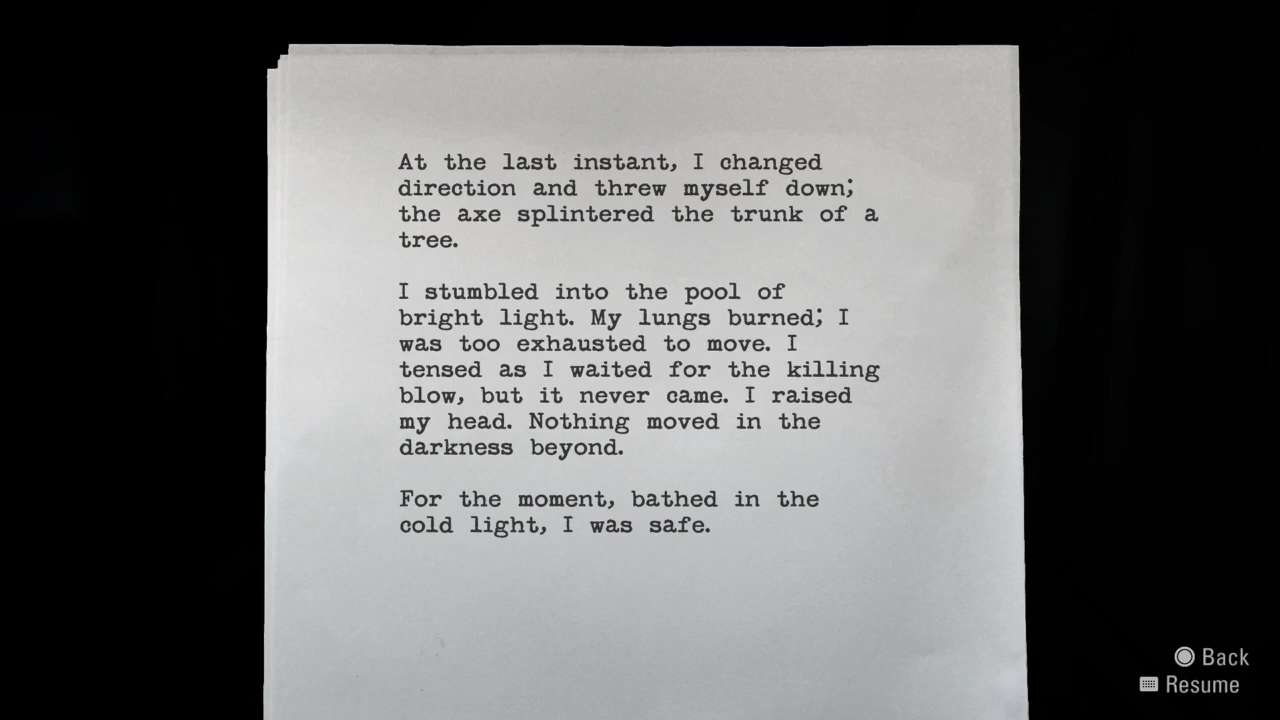 At the last instant, I changed
direction and threw myself down;
the axe splintered the trunk of a
tree.
I stumbled into the pool of
bright light. My lungs burned; I
was too exhausted to move. I
tensed as I waited for the killing
blow, but it never came. I raised
my head. Nothing moved in the
darkness beyond.
For the moment, bathed in the
cold light, I was safe.
Back
Resume